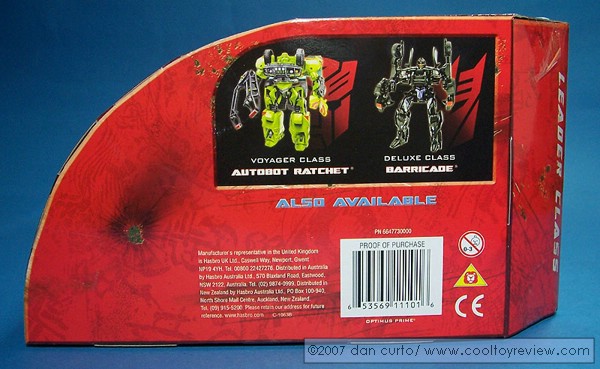 VOYAGER CLASS
AUTOBOT RATCHET
DELUXE CLASS
BARRICADE
ALSO AVAILABLE
LEADER CLASS
PN 6647730000
Manufacturer's representative in the United Kingdom
is Hasbro UK Ltd., Caswell Way, Newport, Gwent
NP19 4YH. Tel. 00800 22427276. Distributed in Australia
by Hasbro Australia Ltd., 570 Blaxland Road, Eastwood,
NSW 2122, Australia. Tel. (02) 9874-0999. Distributed in
New Zealand by Hasbro Australia Ltd., PO Box 100-940,
North Shore Mail Centre, Auckland, New Zealand.
Tel. (09) 915-5200. Please retain our address for future
reference. www.hasbro.com
PROOF OF PURCHASE
6 53569 11101 6
OPTIMUS PRIME
0-3
CE
©2007 dan curto/ www.cooltoyreview.com